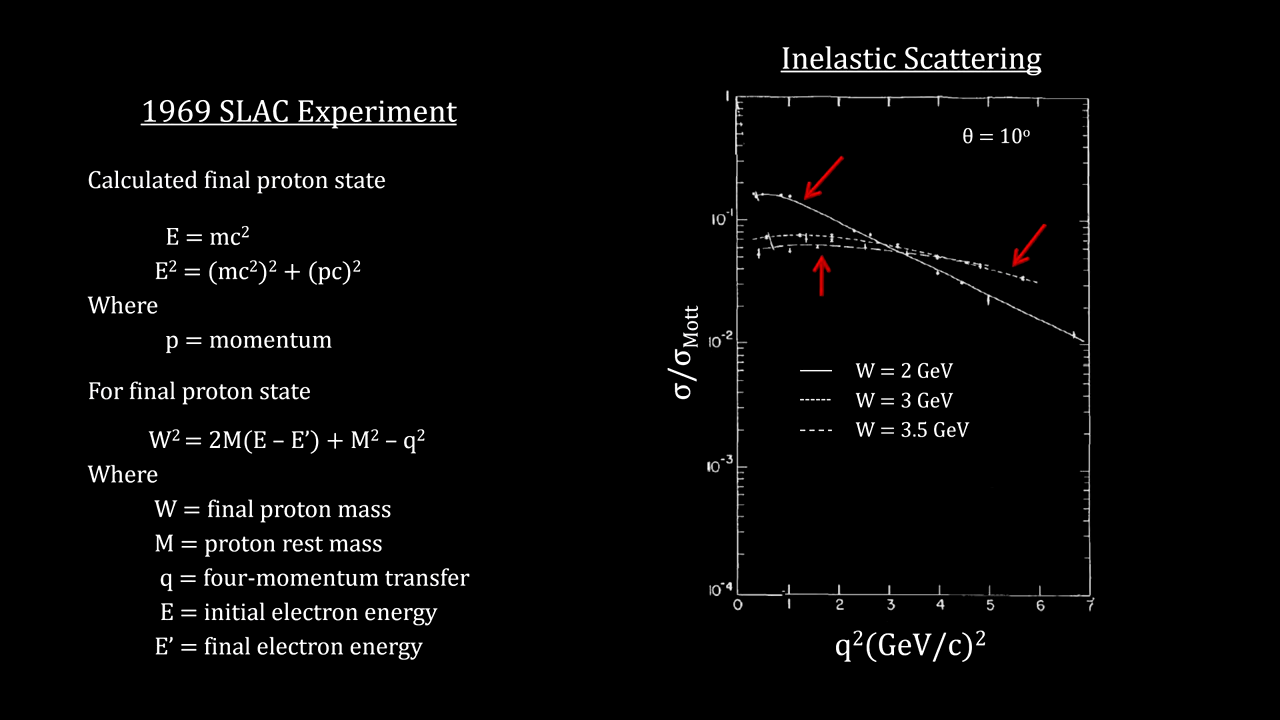 1969 SLAC Experiment
Calculated final proton state
E = mc²
E² = (mc²)² + (pc)²
Where
p = momentum
For final proton state
W² = 2M(E – E’) + M² – q²
Where
W = final proton mass
M = proton rest mass
q = four-momentum transfer
E = initial electron energy
E’ = final electron energy
Inelastic Scattering
θ = 10º
1
10⁻¹
10⁻²
10⁻³
10⁻⁴
σ/σMott
W = 2 GeV
W = 3 GeV
W = 3.5 GeV
0 1 2 3 4 5 6 7
q²(GeV/c)²